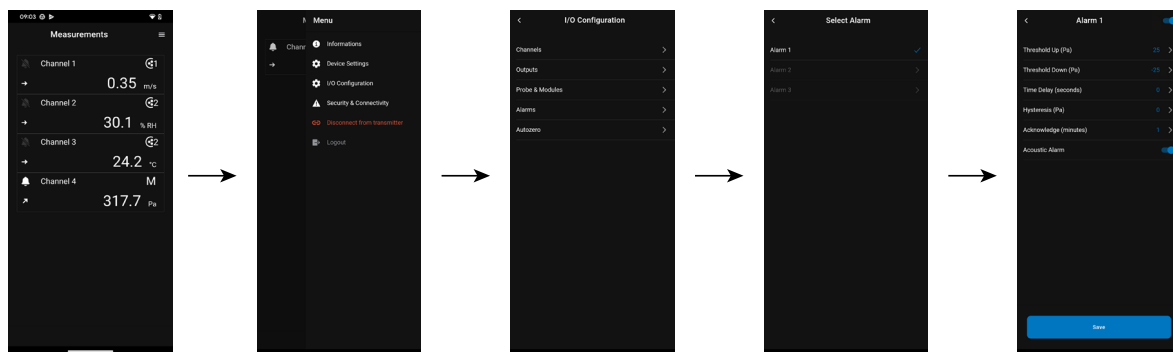 09:03
Measurements
Channel 1
1
0.35 m/s
Channel 2
2
30.1 % RH
Channel 3
2
24.2 °C
Channel 4
M
317.7 Pa
M
Menu
Chann
Informations
Device Settings
I/O Configuration
Security & Connectivity
Disconnect from transmitter
Logout
I/O Configuration
Channels
Outputs
Probe & Modules
Alarms
Autozero
Select Alarm
Alarm 1
Alarm 2
Alarm 3
Alarm 1
Threshold Up (Pa) 25
Threshold Down (Pa) -25
Time Delay (seconds) 0
Hysteresis (Pa) 0
Acknowledge (minutes) 1
Acoustic Alarm
Save